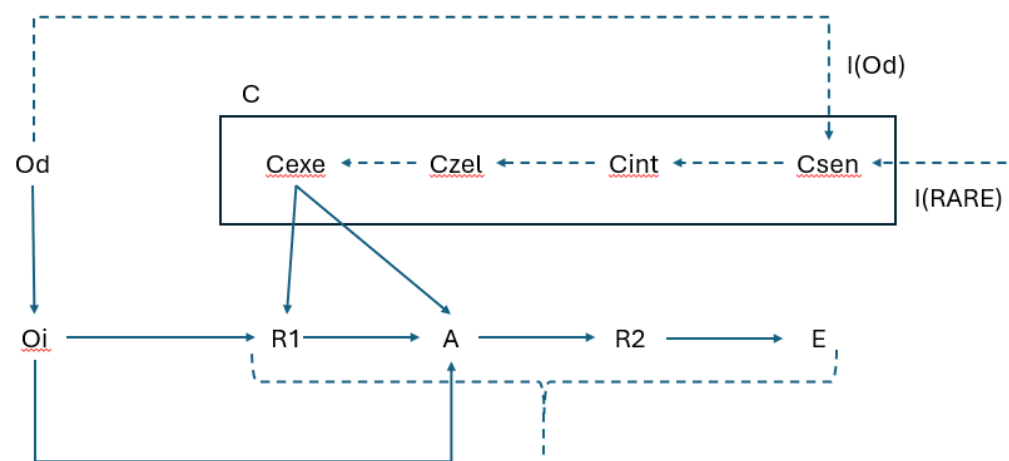 I(Od)
C
Od
Cexe Czel Cint Csen
I(RARE)
Oi R1 A R2 E